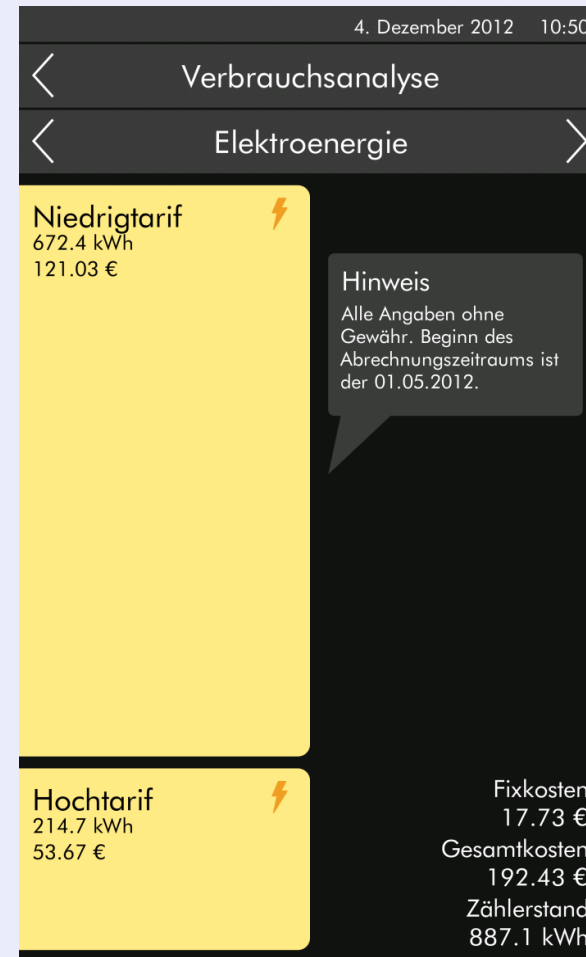 4. Dezember 2012 10:50
Verbrauchsanalyse
Elektroenergie
Niedrigtarif
672.4 kWh
121.03 €
Hinweis
Alle Angaben ohne
Gewähr. Beginn des
Abrechnungszeitraums ist
der 01.05.2012.
Hochtarif
214.7 kWh
53.67 €
Fixkosten
17.73 €
Gesamtkosten
192.43 €
Zählerstand
887.1 kWh